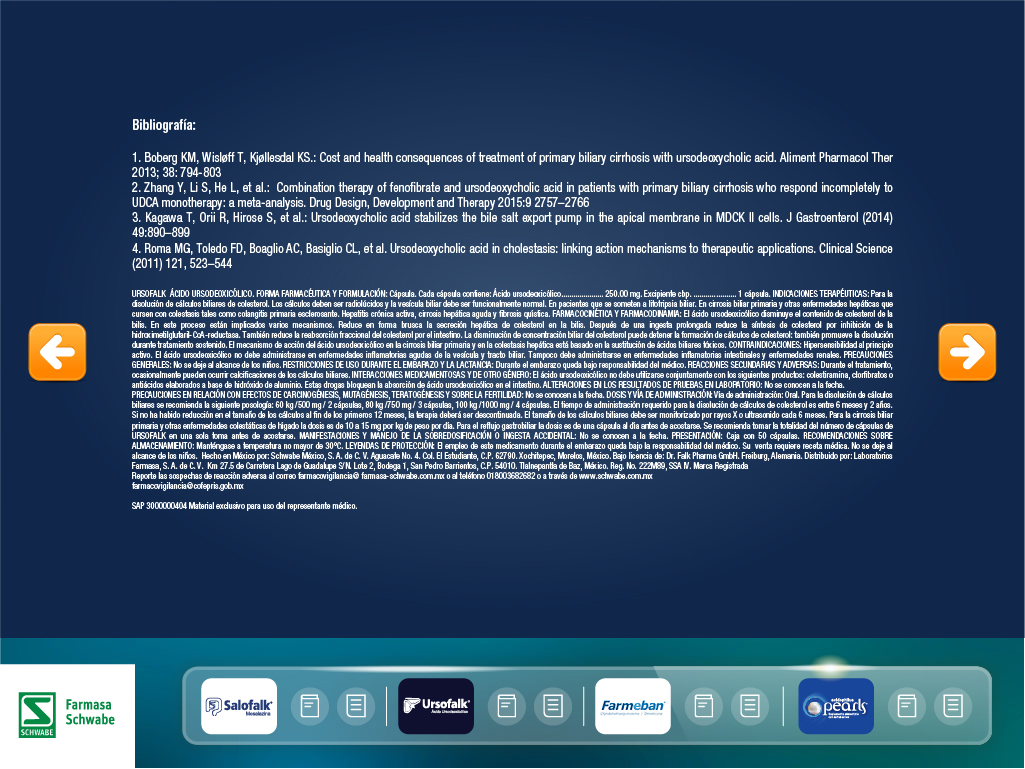 Bibliografía:
1. Boberg KM, Wisløff T, Kjøllesdal KS.: Cost and health consequences of treatment of primary biliary cirrhosis with ursodeoxycholic acid. Aliment Pharmacol Ther
2013; 38: 794-803
2. Zhang Y, Li S, He L, et al.: Combination therapy of fenofibrate and ursodeoxycholic acid in patients with primary biliary cirrhosis who respond incompletely to
UDCA monotherapy: a meta-analysis. Drug Design, Development and Therapy 2015:9 2757–2766
3. Kagawa T, Orii R, Hirose S, et al.: Ursodeoxycholic acid stabilizes the bile salt export pump in the apical membrane in MDCK II cells. J Gastroenterol (2014)
49:890–899
4. Roma MG, Toledo FD, Boaglio AC, Basiglio CL, et al. Ursodeoxycholic acid in cholestasis: linking action mechanisms to therapeutic applications. Clinical Science
(2011) 121, 523–544
URSOFALK ÁCIDO URSODEOXICÓLICO. FORMA FARMACÉUTICA Y FORMULACIÓN: Cápsula. Cada cápsula contiene: Ácido ursodeoxicólico.................... 250.00 mg. Excipiente cbp. .................... 1 cápsula. INDICACIONES TERAPÉUTICAS: Para la
disolución de cálculos biliares de colesterol. Los cálculos deben ser radiolúcidos y la vesícula biliar debe ser funcionalmente normal. En pacientes que se someten a litotripsia biliar. En cirrosis biliar primaria y otras enfermedades hepáticas que
cursen con colestasis tales como colangitis primaria esclerosante. Hepatitis crónica activa, cirrosis hepática aguda y fibrosis quística. FARMACOCINÉTICA Y FARMACODINAMIA: El ácido ursodeoxicólico disminuye el contenido de colesterol de la
bilis. En este proceso están implicados varios mecanismos. Reduce en forma brusca la secreción hepática de colesterol en la bilis. Después de una ingesta prolongada reduce la síntesis de colesterol por inhibición de la
hidroximetilglutaril-CoA-reductasa. También reduce la reabsorción fraccional del colesterol por el intestino. La disminución de concentración biliar del colesterol puede detener la formación de cálculos de colesterol: también promueve la disolución
durante tratamiento sostenido. El mecanismo de acción del ácido ursodeoxicólico en la cirrosis biliar primaria y en la colestasis hepática está basado en la sustitución de ácidos biliares tóxicos. CONTRAINDICACIONES: Hipersensibilidad al principio
activo. El ácido ursodeoxicólico no debe administrarse en enfermedades inflamatorias agudas de la vesícula y tracto biliar. Tampoco debe administrarse en enfermedades inflamatorias intestinales y enfermedades renales. PRECAUCIONES
GENERALES: No se deje al alcance de los niños. RESTRICCIONES DE USO DURANTE EL EMBARAZO Y LA LACTANCIA: Durante el embarazo queda bajo responsabilidad del médico. REACCIONES SECUNDARIAS Y ADVERSAS: Durante el tratamiento,
ocasionalmente pueden ocurrir calcificaciones de los cálculos biliares. INTERACCIONES MEDICAMENTOSAS Y DE OTRO GÉNERO: El ácido ursodeoxicólico no debe utilizarse conjuntamente con los siguientes productos: colestiramina, clorfibratos o
antiácidos elaborados a base de hidróxido de aluminio. Estas drogas bloquean la absorción de ácido ursodeoxicólico en el intestino. ALTERACIONES EN LOS RESULTADOS DE PRUEBAS EN LABORATORIO: No se conocen a la fecha.
PRECAUCIONES EN RELACIÓN CON EFECTOS DE CARCINOGÉNESIS, MUTAGÉNESIS, TERATOGÉNESIS Y SOBRE LA FERTILIDAD: No se conocen a la fecha. DOSIS Y VÍA DE ADMINISTRACIÓN: Vía de administración: Oral. Para la disolución de cálculos
biliares se recomienda la siguiente posología: 60 kg /500 mg / 2 cápsulas, 80 kg /750 mg / 3 cápsulas, 100 kg /1000 mg / 4 cápsulas. El tiempo de administración requerido para la disolución de cálculos de colesterol es entre 6 meses y 2 años.
Si no ha habido reducción en el tamaño de los cálculos al fin de los primeros 12 meses, la terapia deberá ser descontinuada. El tamaño de los cálculos biliares debe ser monitorizado por rayos X o ultrasonido cada 6 meses. Para la cirrosis biliar
primaria y otras enfermedades colestáticas de hígado la dosis es de 10 a 15 mg por kg de peso por día. Para el reflujo gastrobiliar la dosis es de una cápsula al día antes de acostarse. Se recomienda tomar la totalidad del número de cápsulas de
URSOFALK en una sola toma antes de acostarse. MANIFESTACIONES Y MANEJO DE LA SOBREDOSIFICACIÓN O INGESTA ACCIDENTAL: No se conocen a la fecha. PRESENTACIÓN: Caja con 50 cápsulas. RECOMENDACIONES SOBRE
ALMACENAMIENTO: Manténgase a temperatura no mayor de 30ºC. LEYENDAS DE PROTECCIÓN: El empleo de este medicamento durante el embarazo queda bajo la responsabilidad del médico. Su venta requiere receta médica. No se deje al
alcance de los niños. Hecho en México por: Schwabe México, S. A. de C. V. Aguacate No. 4. Col. El Estudiante, C.P. 62790. Xochitepec, Morelos, México. Bajo licencia de: Dr. Falk Pharma GmbH. Freiburg, Alemania. Distribuido por: Laboratorios
Farmasa, S. A. de C. V. Km 27.5 de Carretera Lago de Guadalupe S/N. Lote 2, Bodega 1, San Pedro Barrientos, C.P. 54010. Tlalnepantla de Baz, México. Reg. No. 222M89, SSA IV. Marca Registrada
Reporte las sospechas de reacción adversa al correo farmacovigilancia@ farmasa-schwabe.com.mx o al teléfono 018003682682 o a través de www.schwabe.com.mx
farmacovigilancia@cofepris.gob.mx
SAP 3000000404 Material exclusivo para uso del representante médico.
Farmasa
Schwabe
SCHWABE
Salofalk
Mesalazina
Ursofalk
Ácido Ursodeoxicólico
Farmeban
acidophilus
pearls